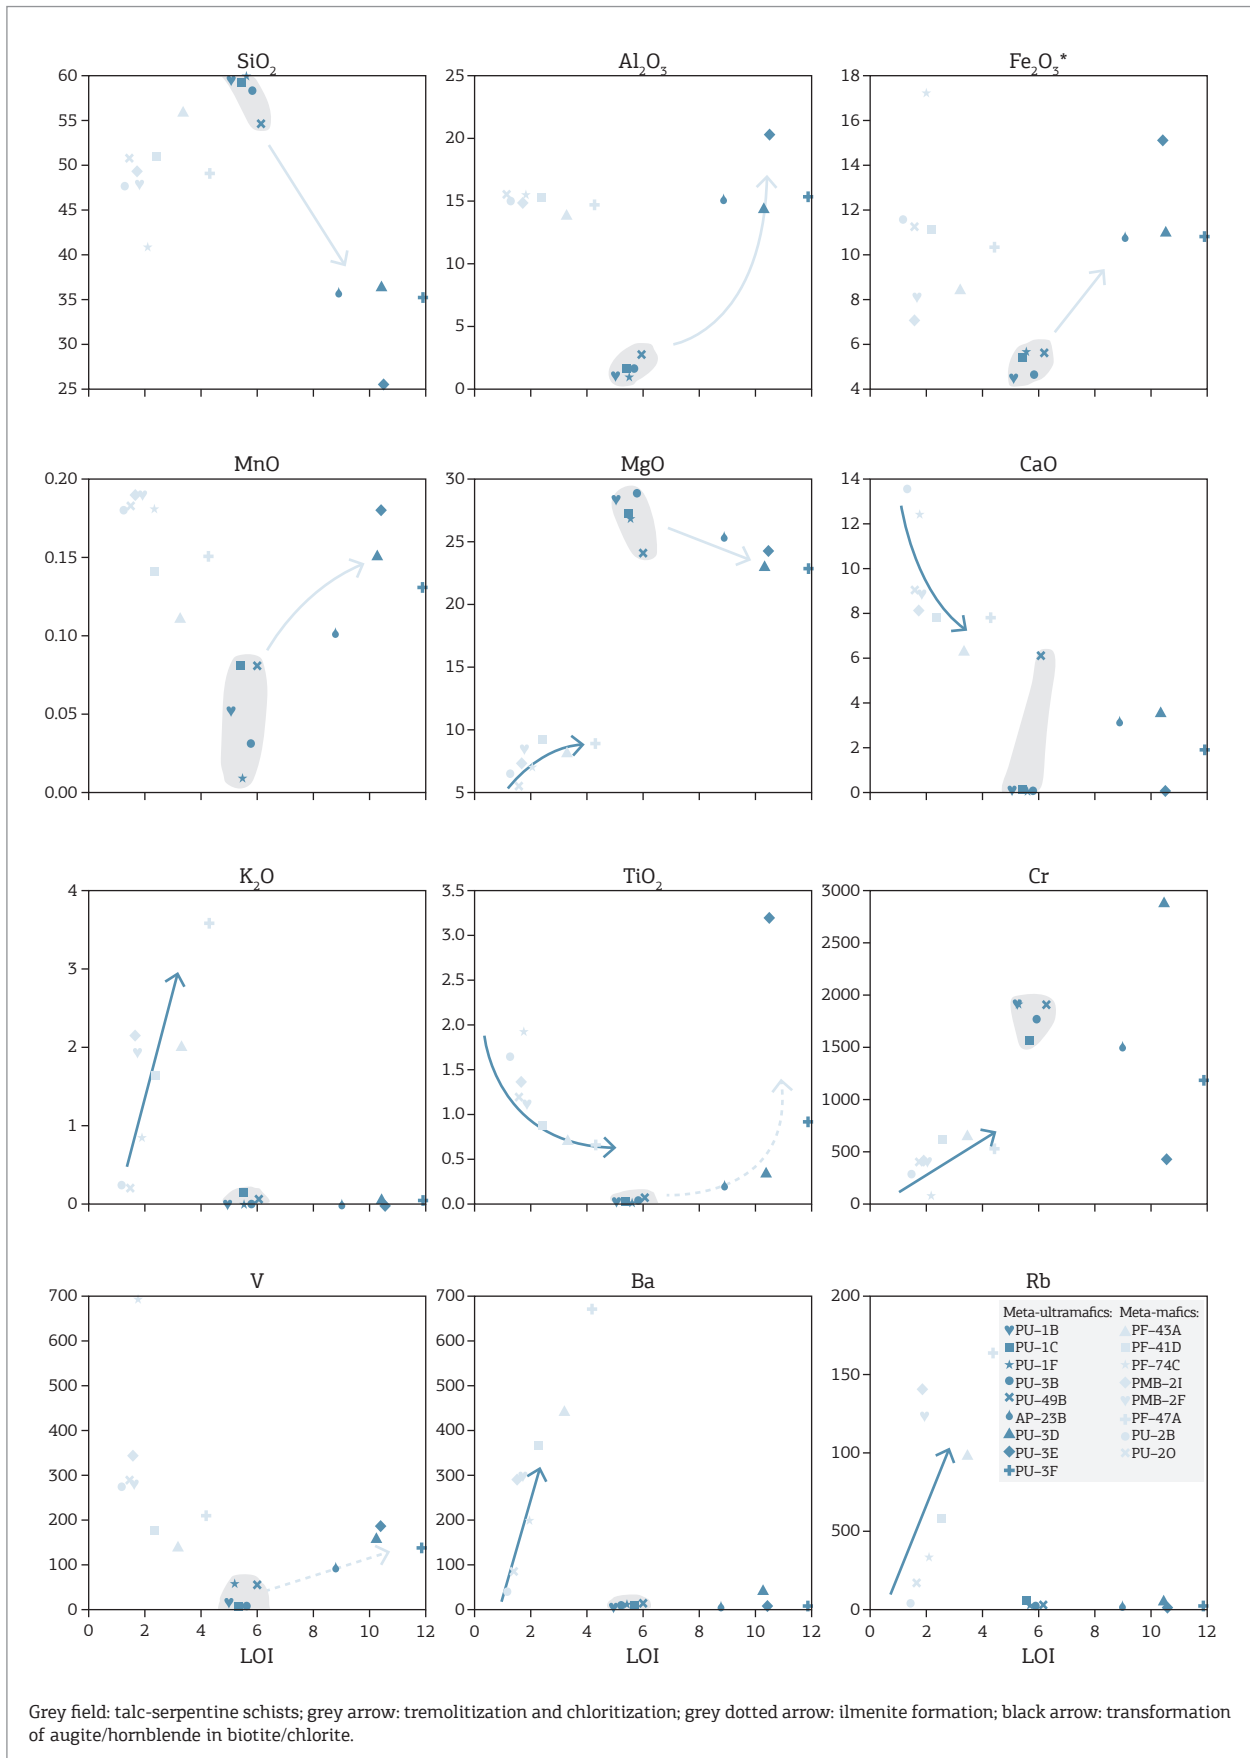 SiO2 Al2O3 Fe2O3*
60 25 18
55 20 16
50 15 14
45 10 12
40 5 10
35 0 8
30 6
25 4
MnO MgO CaO
0.20 30 14
0.15 25 12
0.10 20 10
0.05 15 8
0.00 10 6
5 4
2
0
K2O TiO2 Cr
4 3.5 3000
3 3.0 2500
2 2.5 2000
1 2.0 1500
0 1.5 1000
1.0 500
0.5 0
0.0
V Ba Rb
700 700 200
600 600 150
500 500 100
400 400 500
300 300 0
200 200
100 100
0 0
Meta-ultramafics: Meta-mafics:
PU–1B PF–43A
PU–1C PF–41D
PU–1F PF–74C
PU–3B PMB–2I
PU–49B PMB–2F
AP–23B PF–47A
PU–3D PU–2B
PU–3E PU–2O
PU–3F
0 2 4 6 8 10 12 0 2 4 6 8 10 12 0 2 4 6 8 10 12
LOI LOI LOI
Grey field: talc-serpentine schists; grey arrow: tremolitization and chloritization; grey dotted arrow: ilmenite formation; black arrow: transformation
of augite/hornblende in biotite/chlorite.